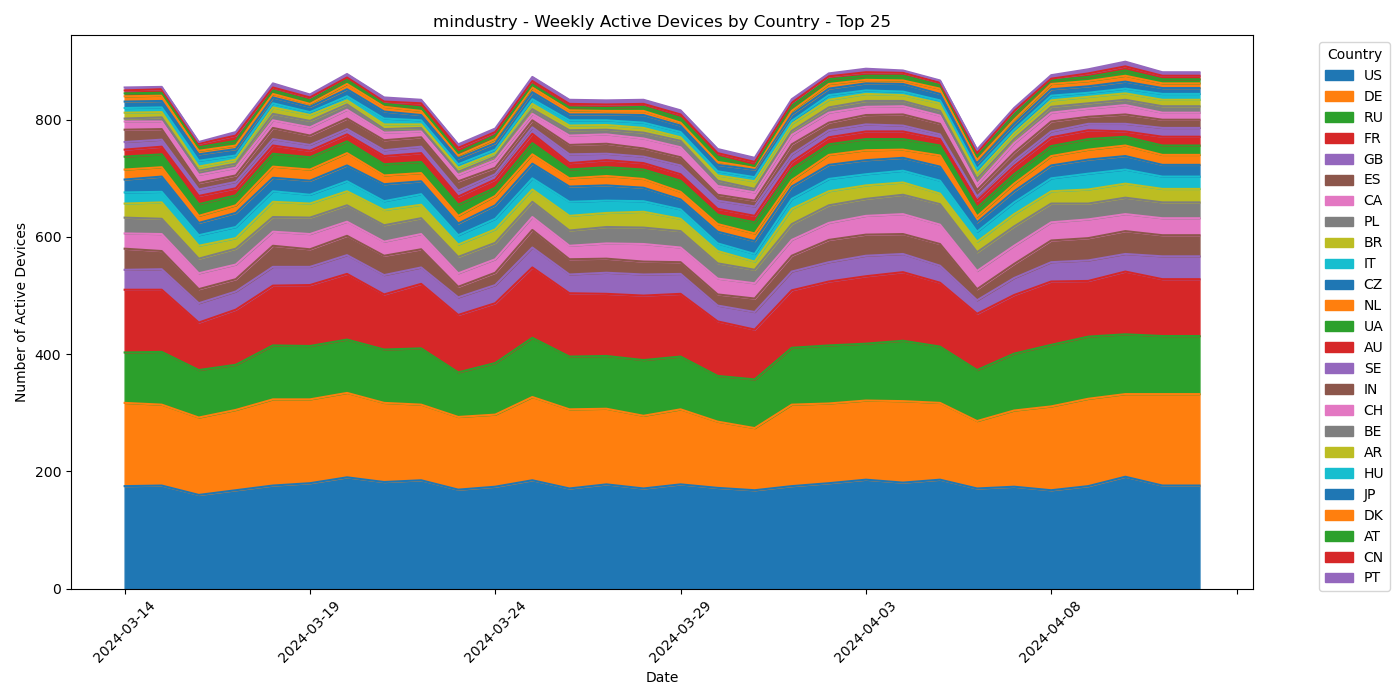 mindustry - Weekly Active Devices by Country - Top 25
Number of Active Devices
800
600
400
200
0
2024-03-14
2024-03-19
2024-03-24
2024-03-29
2024-04-03
2024-04-08
Date
Country
US
DE
RU
FR
GB
ES
CA
PL
BR
IT
CZ
NL
UA
AU
SE
IN
CH
BE
AR
HU
JP
DK
AT
CN
PT